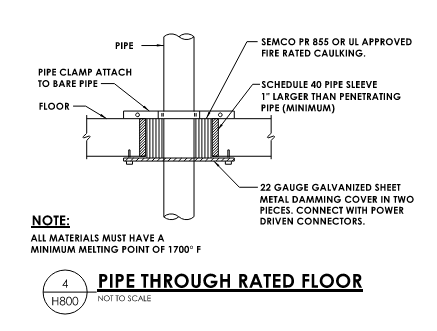 PIPE
SEMCO PR 855 OR UL APPROVED
FIRE RATED CAULKING.
PIPE CLAMP ATTACH
TO BARE PIPE
SCHEDULE 40 PIPE SLEEVE
1" LARGER THAN PENETRATING
PIPE (MINIMUM)
FLOOR
22 GAUGE GALVANIZED SHEET
METAL DAMMING COVER IN TWO
PIECES. CONNECT WITH POWER
DRIVEN CONNECTORS.
NOTE:
ALL MATERIALS MUST HAVE A
MINIMUM MELTING POINT OF 1700° F
4
H800
PIPE THROUGH RATED FLOOR
NOT TO SCALE